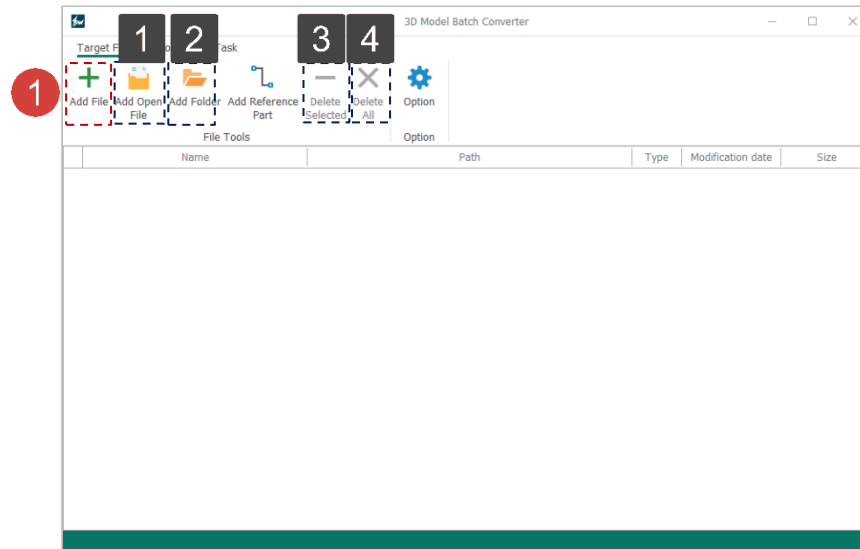 3D Model Batch Converter
1 2 3 4
Target F Task
1
Add File Add Open Add Folder Add Reference Delete Delete Option
File Part Selected All
File Tools Option
Name Path Type Modification date Size